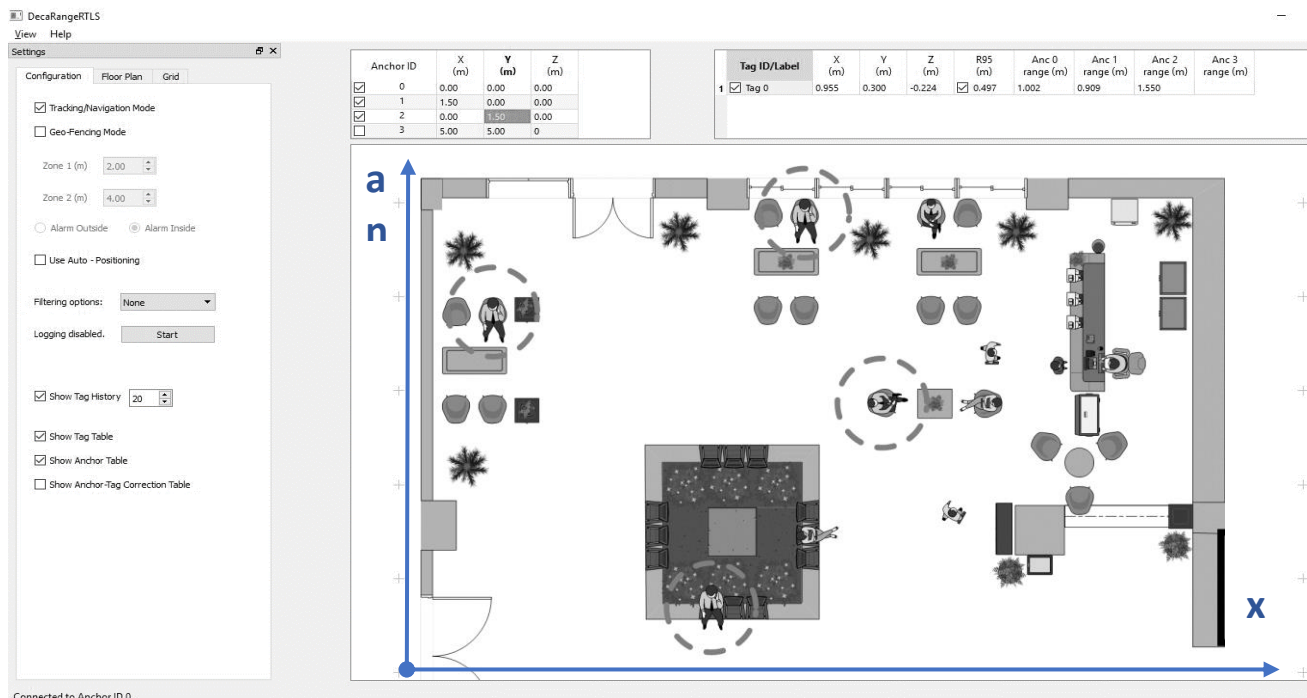 DecaRangeRTLS
View Help
Settings
Configuration Floor Plan Grid
Tracking/Navigation Mode
Geo-Fencing Mode
Zone 1 (m) 2.00
Zone 2 (m) 4.00
Alarm Outside Alarm Inside
Use Auto - Positioning
Filtering options: None
Logging disabled. Start
Show Tag History 20
Show Tag Table
Show Anchor Table
Show Anchor-Tag Correction Table
Connected to Anchor ID 0
Anchor ID X (m) Y (m) Z (m)
0 0.00 0.00 0.00
1 1.50 0.00 0.00
2 0.00 1.50 0.00
3 5.00 5.00 0
Tag ID/Label X (m) Y (m) Z (m) R95 (m) Anc 0 range (m) Anc 1 range (m) Anc 2 range (m) Anc 3 range (m)
1 Tag 0 0.955 0.300 -0.224 0.497 1.002 0.909 1.550
a
n
x